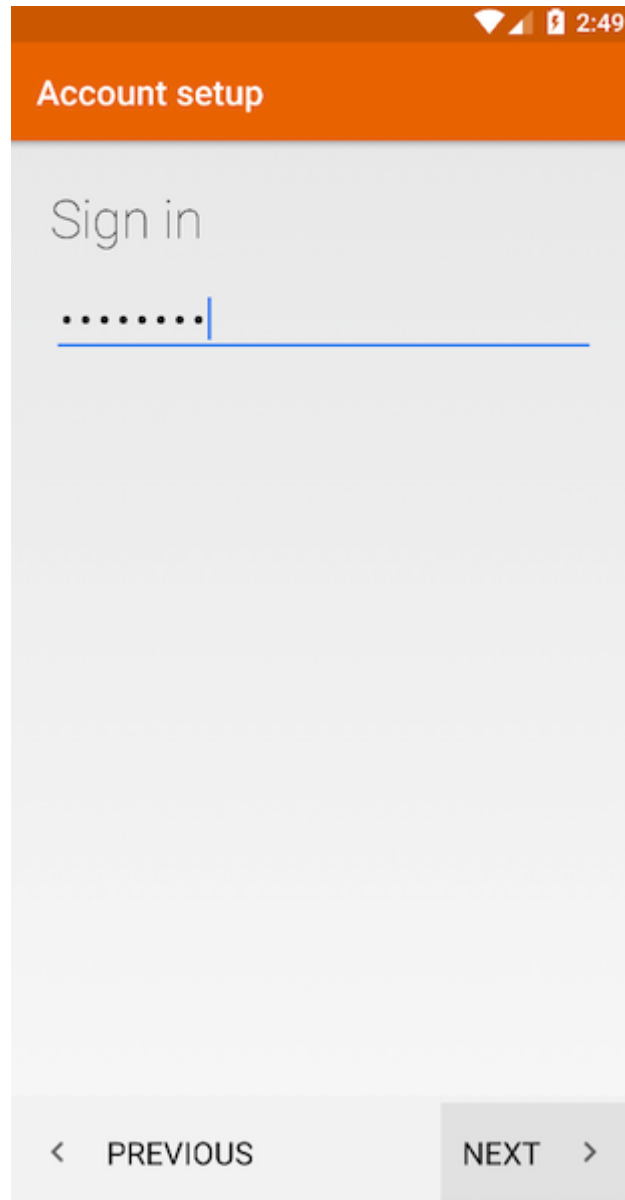 2:49
Account setup
Sign in
••••••••
< PREVIOUS NEXT >